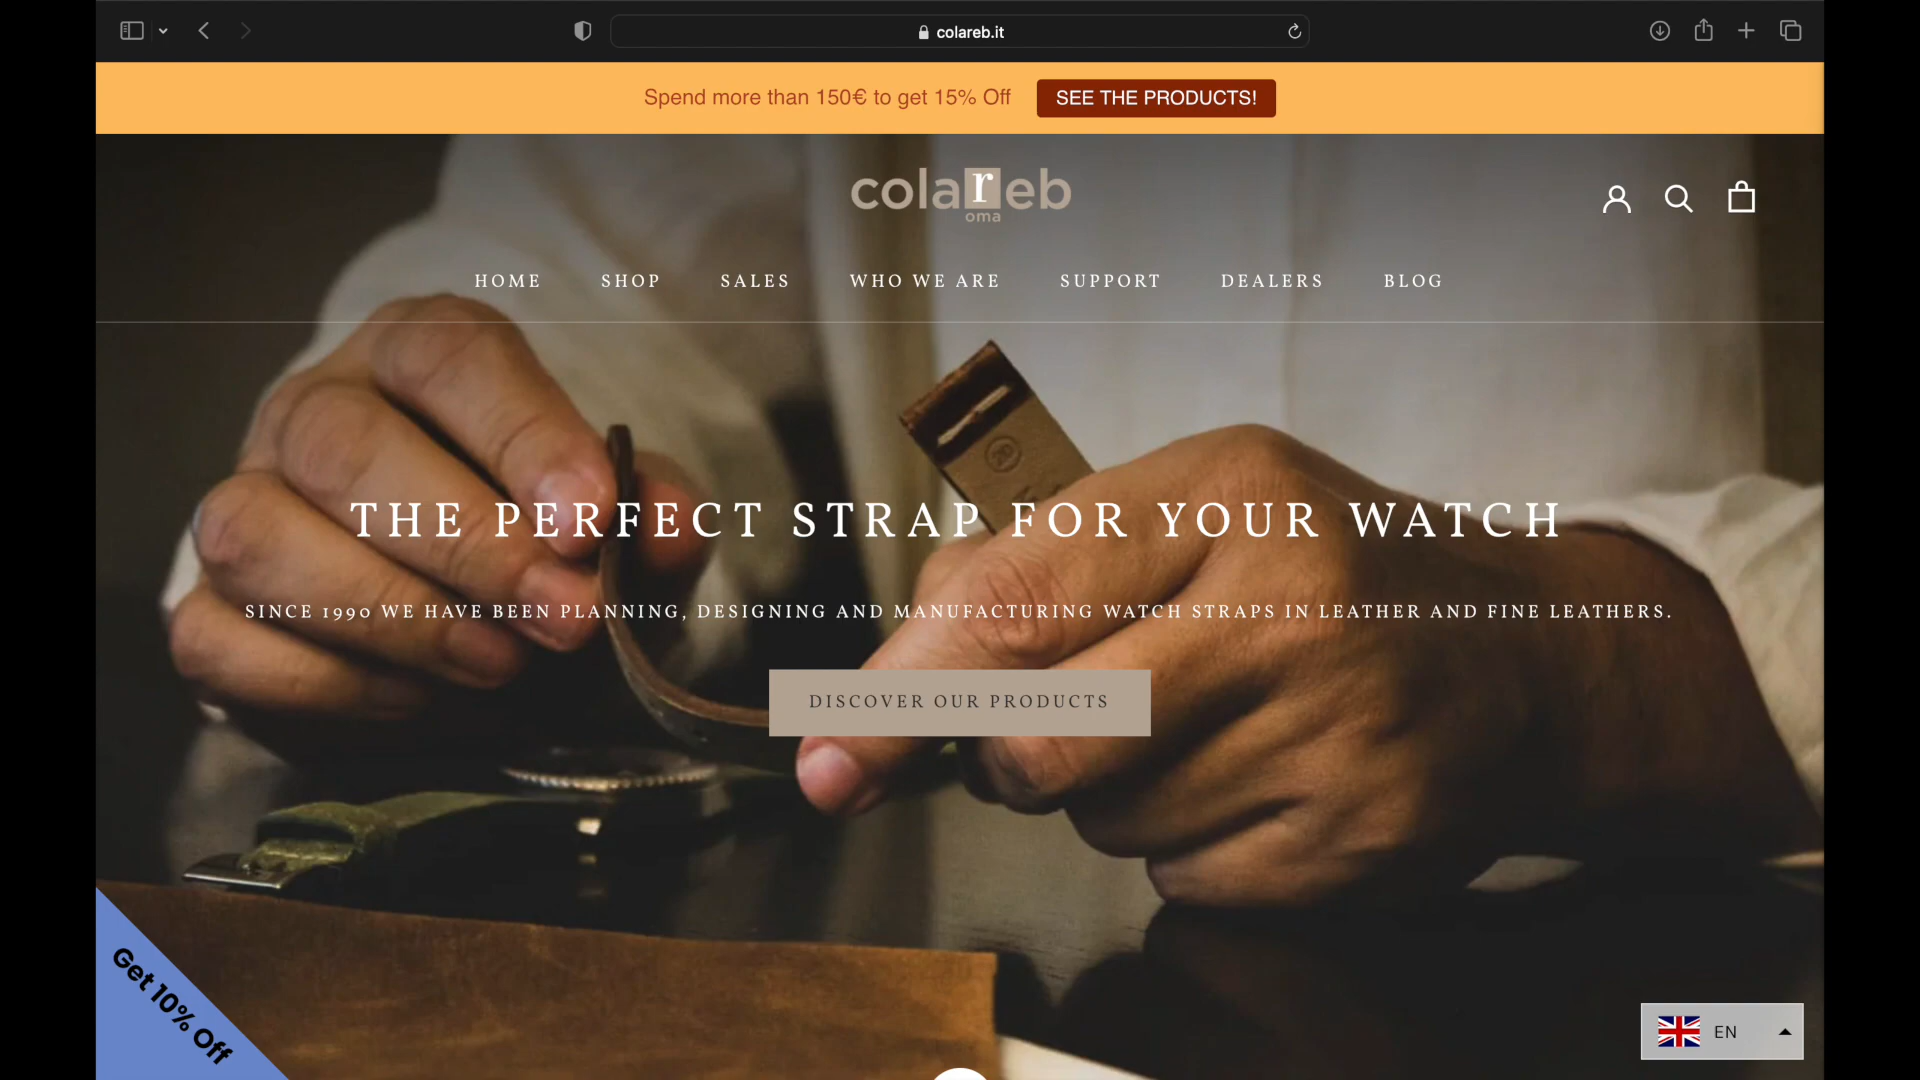 colareb.it
Spend more than 150€ to get 15% Off
SEE THE PRODUCTS!
colareb
oma
HOME SHOP SALES WHO WE ARE SUPPORT DEALERS BLOG
THE PERFECT STRAP FOR YOUR WATCH
SINCE 1990 WE HAVE BEEN PLANNING, DESIGNING AND MANUFACTURING WATCH STRAPS IN LEATHER AND FINE LEATHERS.
DISCOVER OUR PRODUCTS
Get 10% Off
EN